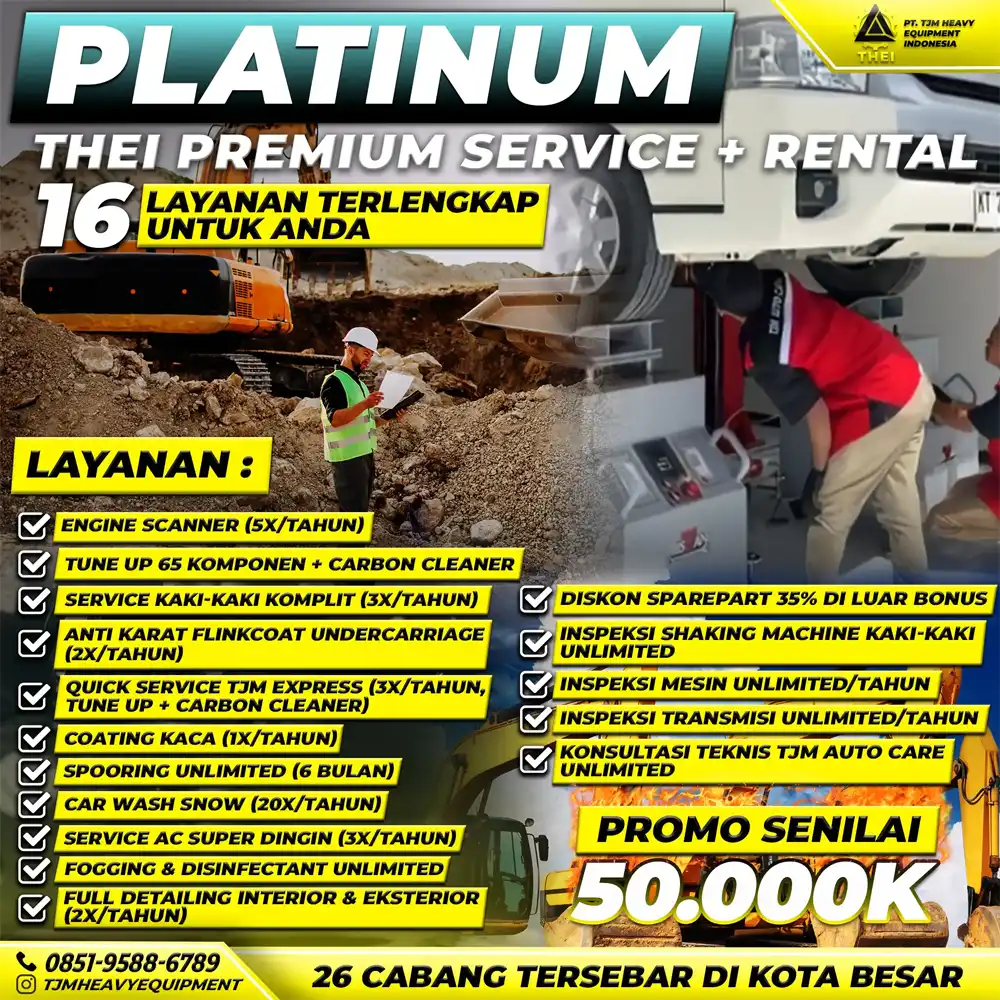 PLATINUM
PT. TJM HEAVY
EQUIPMENT
INDONESIA
THEI
THEI PREMIUM SERVICE + RENTAL
16
LAYANAN TERLENGKAP
UNTUK ANDA
LAYANAN :
ENGINE SCANNER (5X/TAHUN)
TUNE UP 65 KOMPONEN + CARBON CLEANER
SERVICE KAKI-KAKI KOMPLIT (3X/TAHUN)
ANTI KARAT FLINKCOAT UNDERCARRIAGE
(2X/TAHUN)
QUICK SERVICE TJM EXPRESS (3X/TAHUN,
TUNE UP + CARBON CLEANER)
COATING KACA (1X/TAHUN)
SPOORING UNLIMITED (6 BULAN)
CAR WASH SNOW (20X/TAHUN)
SERVICE AC SUPER DINGIN (3X/TAHUN)
FOGGING & DISINFECTANT UNLIMITED
FULL DETAILING INTERIOR & EKSTERIOR
(2X/TAHUN)
DISKON SPAREPART 35% DI LUAR BONUS
INSPEKSI SHAKING MACHINE KAKI-KAKI
UNLIMITED
INSPEKSI MESIN UNLIMITED/TAHUN
INSPEKSI TRANSMISI UNLIMITED/TAHUN
KONSULTASI TEKNIS TJM AUTO CARE
UNLIMITED
PROMO SENILAI
50.000K
0851-9588-6789
TJMHEAVYEQUIPMENT
26 CABANG TERSEBAR DI KOTA BESAR